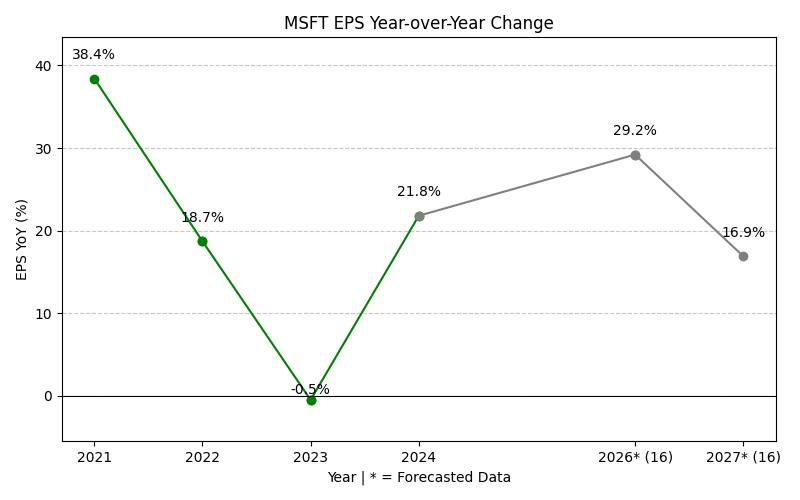 MSFT EPS Year-over-Year Change
38.4%
40
29.2%
30
21.8%
18.7%
16.9%
20
10
-0.5%
0
EPS YoY (%)
2021 2022 2023 2024 2026* (16) 2027* (16)
Year | * = Forecasted Data